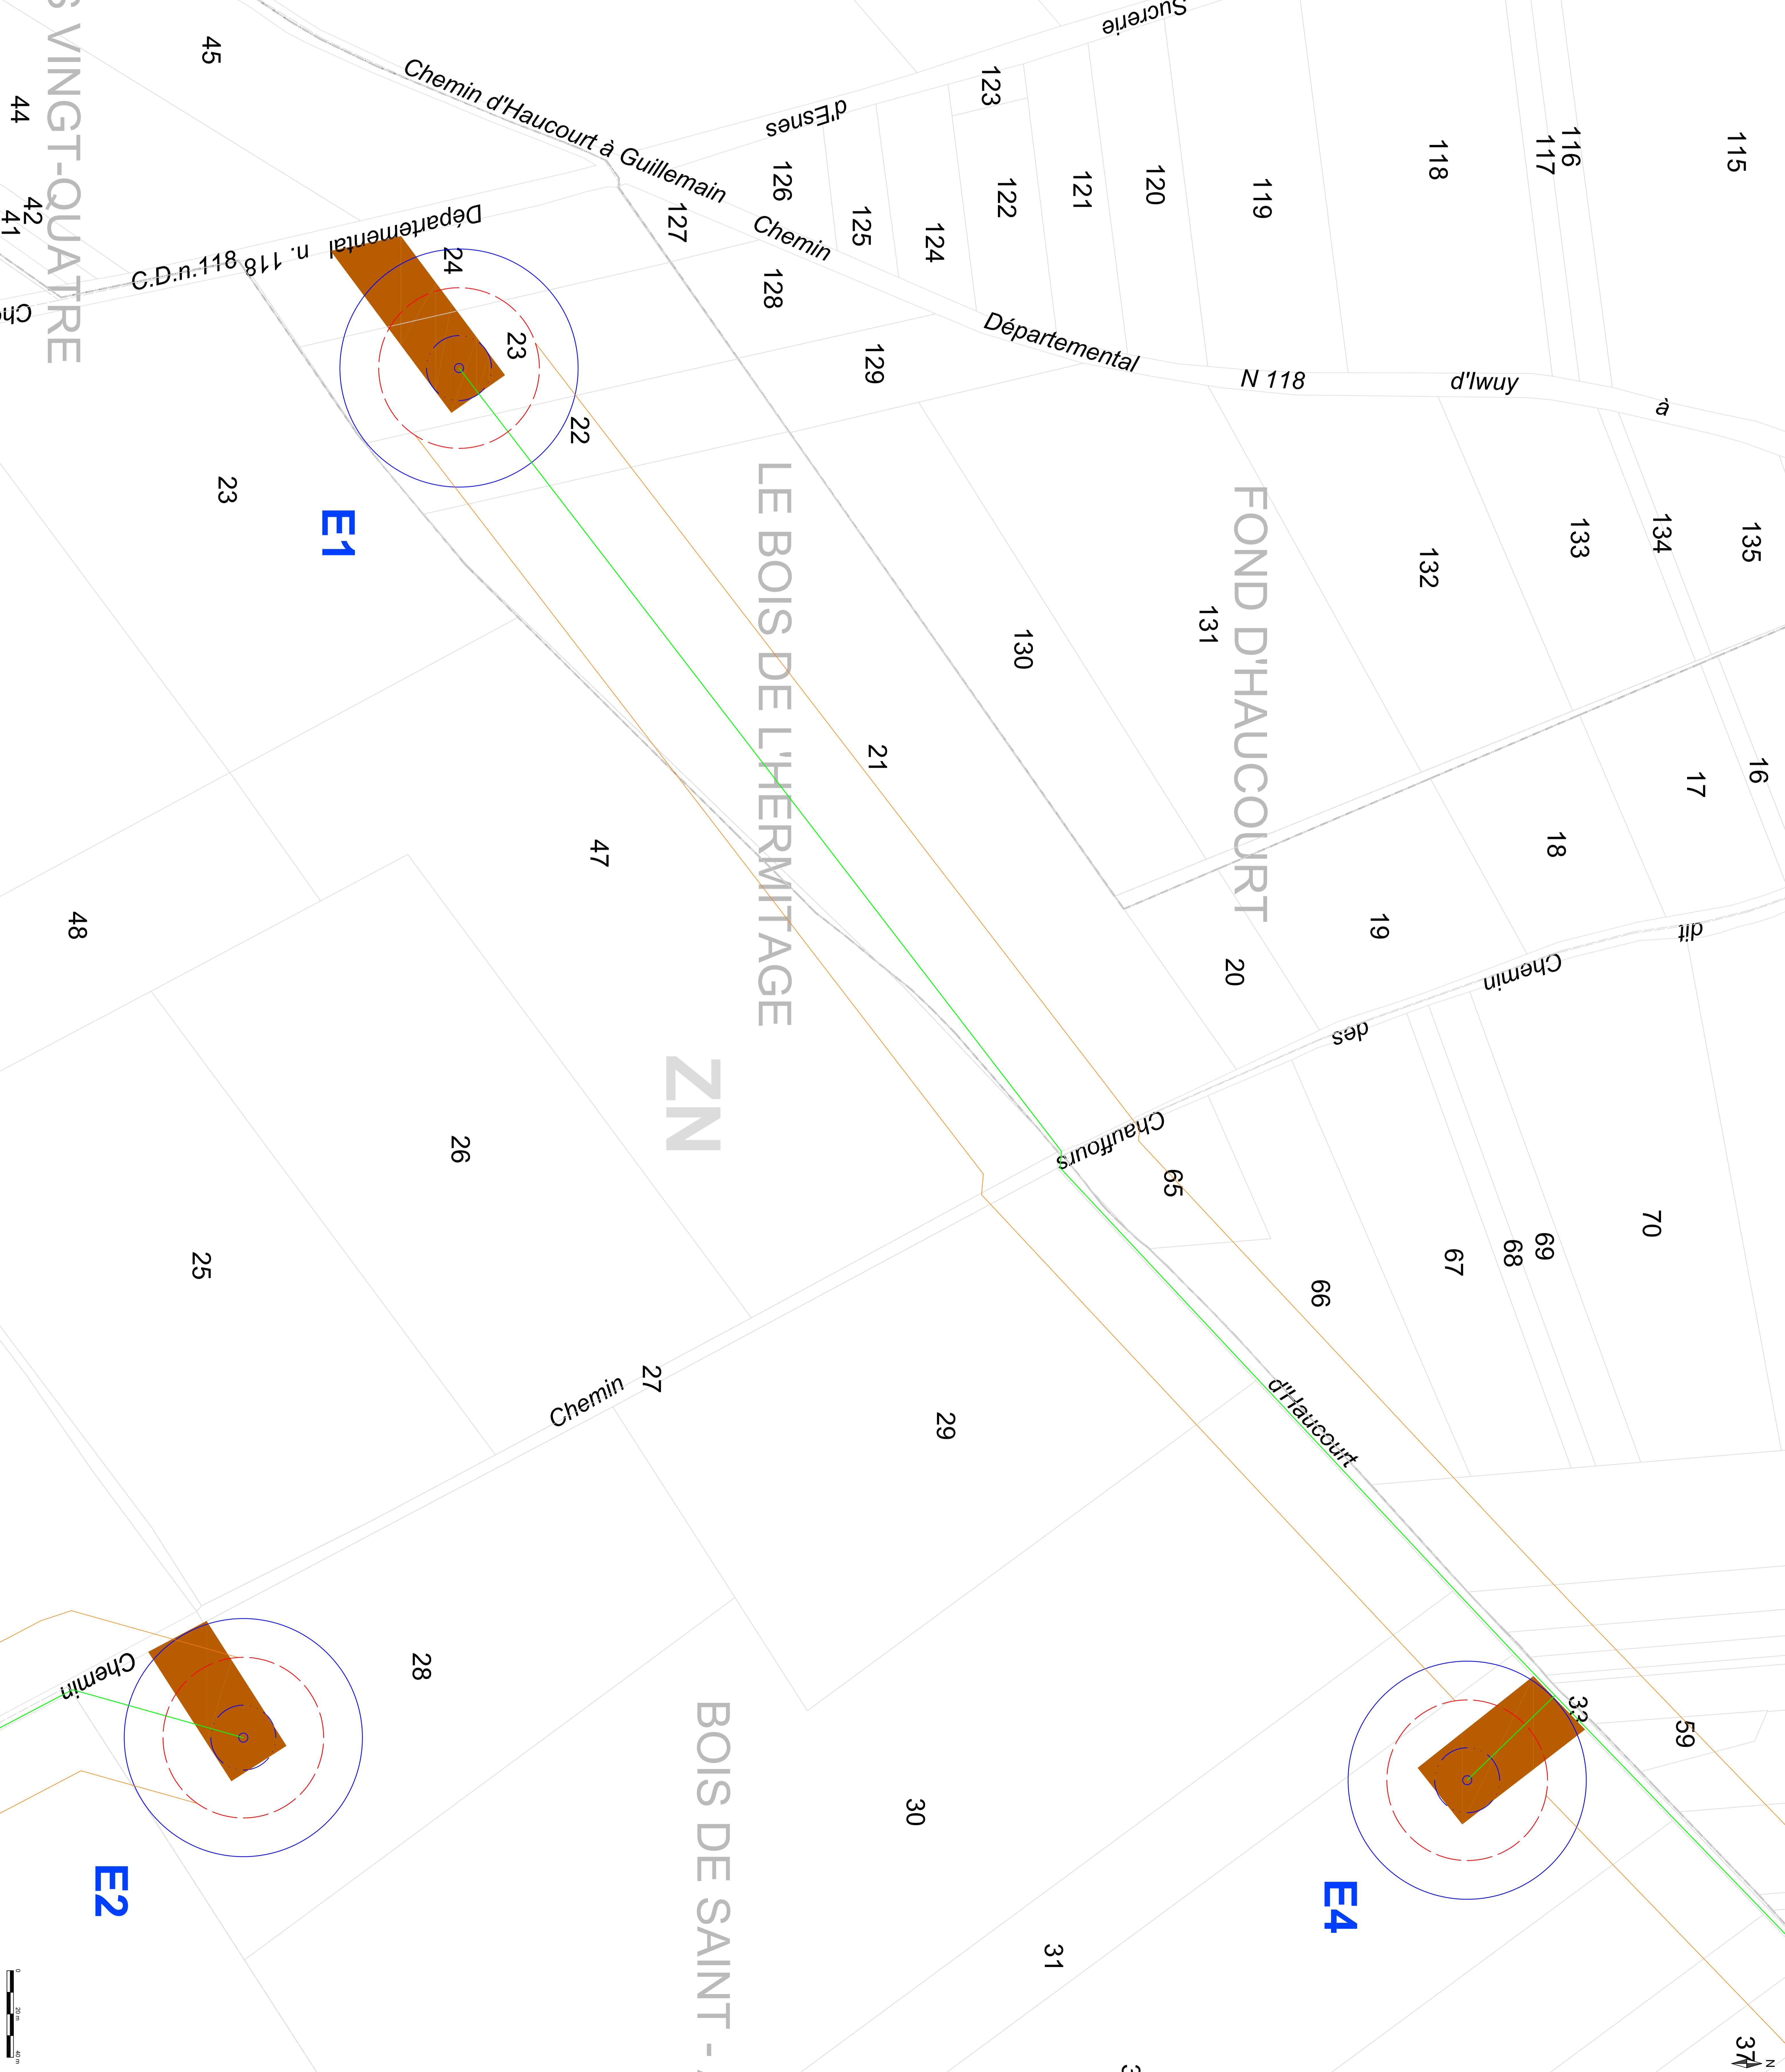 Sucrerie
d'Esnes
45
44
42
41
VINGT-QUATRE
Chemin d'Haucourt à Guillemain
Chemin
Départemental
N 118
d'Iwuy
à
C.D.n.118
Départemental n. 118
123
126
127
125
124
122
121
120
119
118
117
116
115
128
129
24
23
22
23
E1
LE BOIS DE L'HERMITAGE
FOND D'HAUCOURT
130
131
132
133
134
135
16
17
18
19
20
21
47
48
ZN
26
25
dit
Chemin
des
Chauffours
65
66
67
68
69
70
Chemin
27
29
28
d'Haucourt
Chemin
E2
BOIS DE SAINT -
30
31
33
59
E4
37
N
0
20 m
40 m